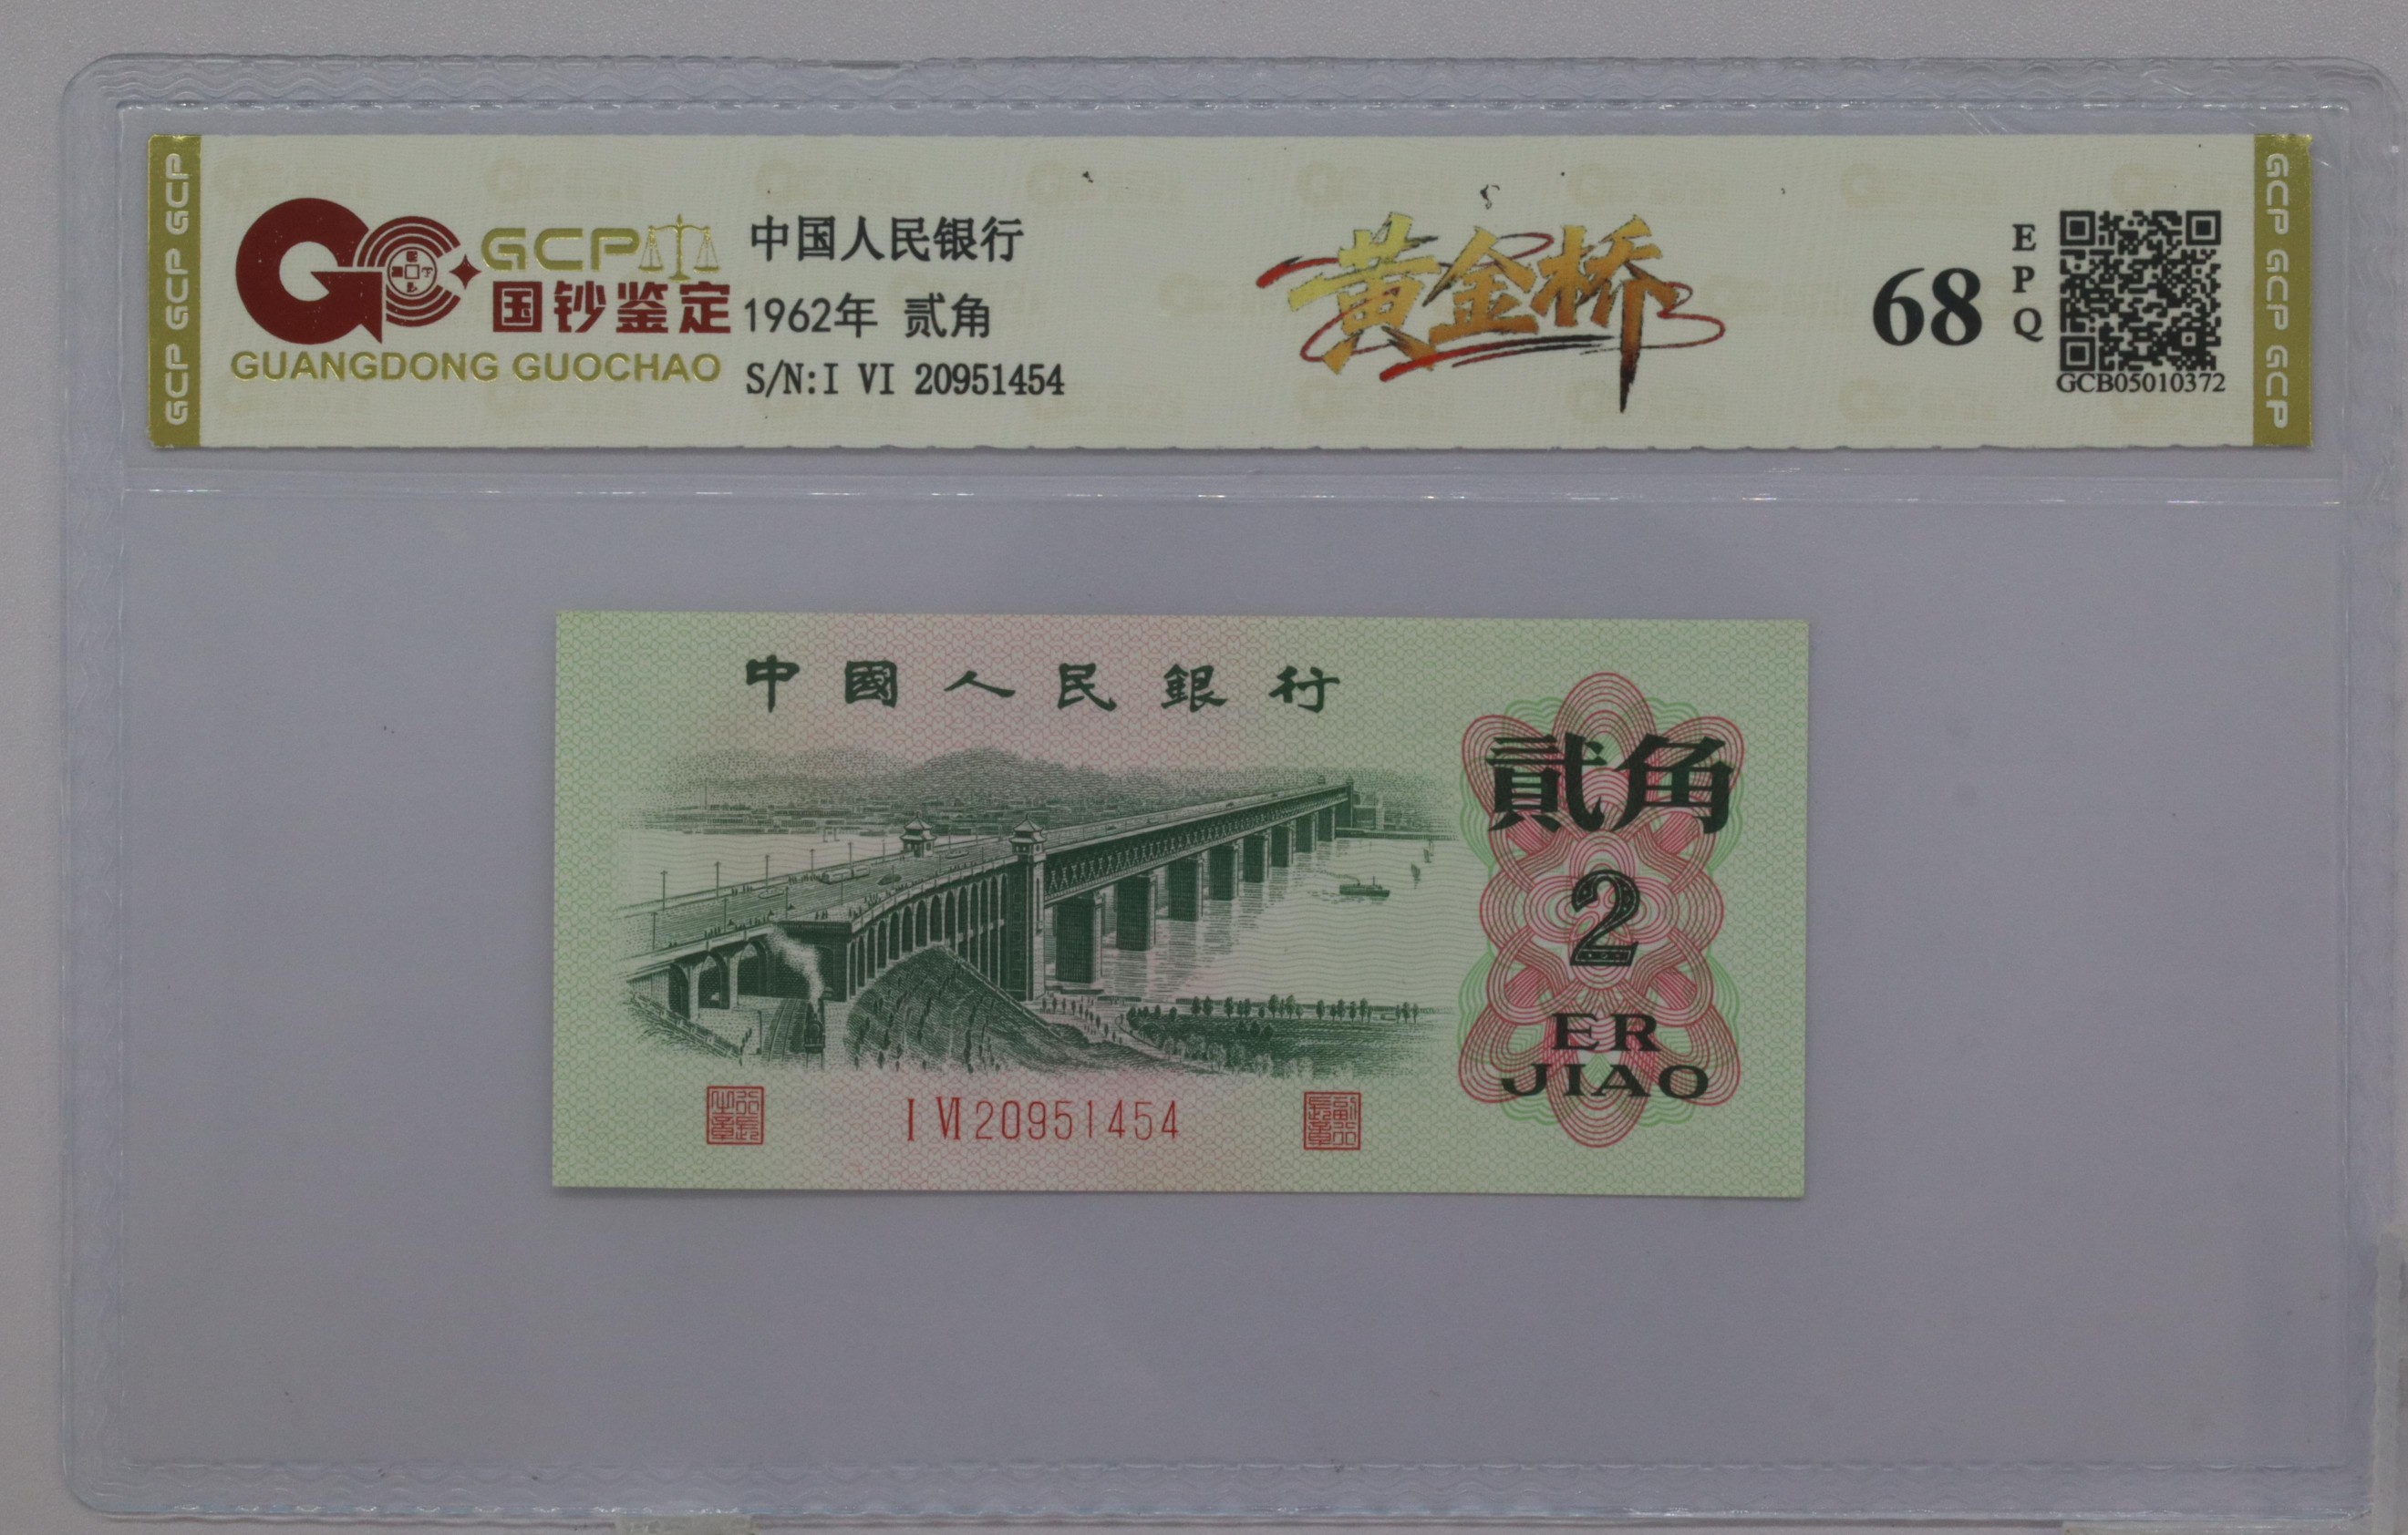 GCP GCP GCP
GCP
国钞鉴定
GUANGDONG GUOCHAO
中国人民银行
1962年 贰角
S/N:I VI 20951454
黄金桥
68
EPQ
GCB05010372
GCP GCP GCP
中國人民銀行
貳角
2
ER
JIAO
I VI 20951454